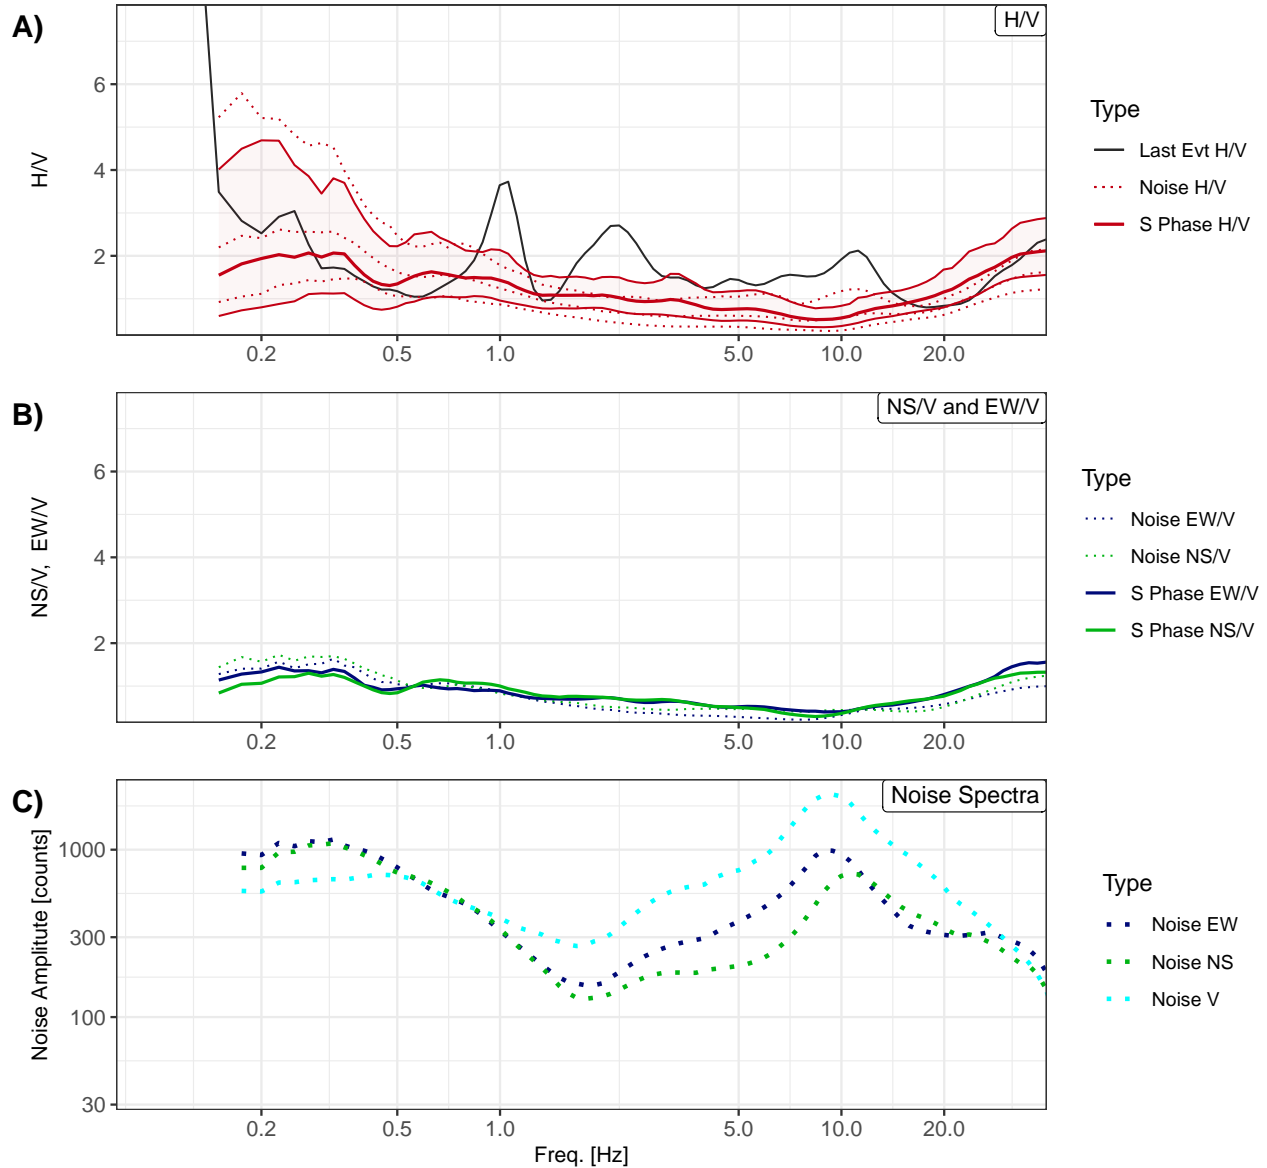 A)
H/V
H/V
6
4
2
0.2 0.5 1.0 5.0 10.0 20.0
Type
Last Evt H/V
Noise H/V
S Phase H/V
B)
NS/V and EW/V
NS/V, EW/V
6
4
2
0.2 0.5 1.0 5.0 10.0 20.0
Type
Noise EW/V
Noise NS/V
S Phase EW/V
S Phase NS/V
C)
Noise Spectra
Noise Amplitute [counts]
1000
300
100
30
0.2 0.5 1.0 5.0 10.0 20.0
Freq. [Hz]
Type
Noise EW
Noise NS
Noise V